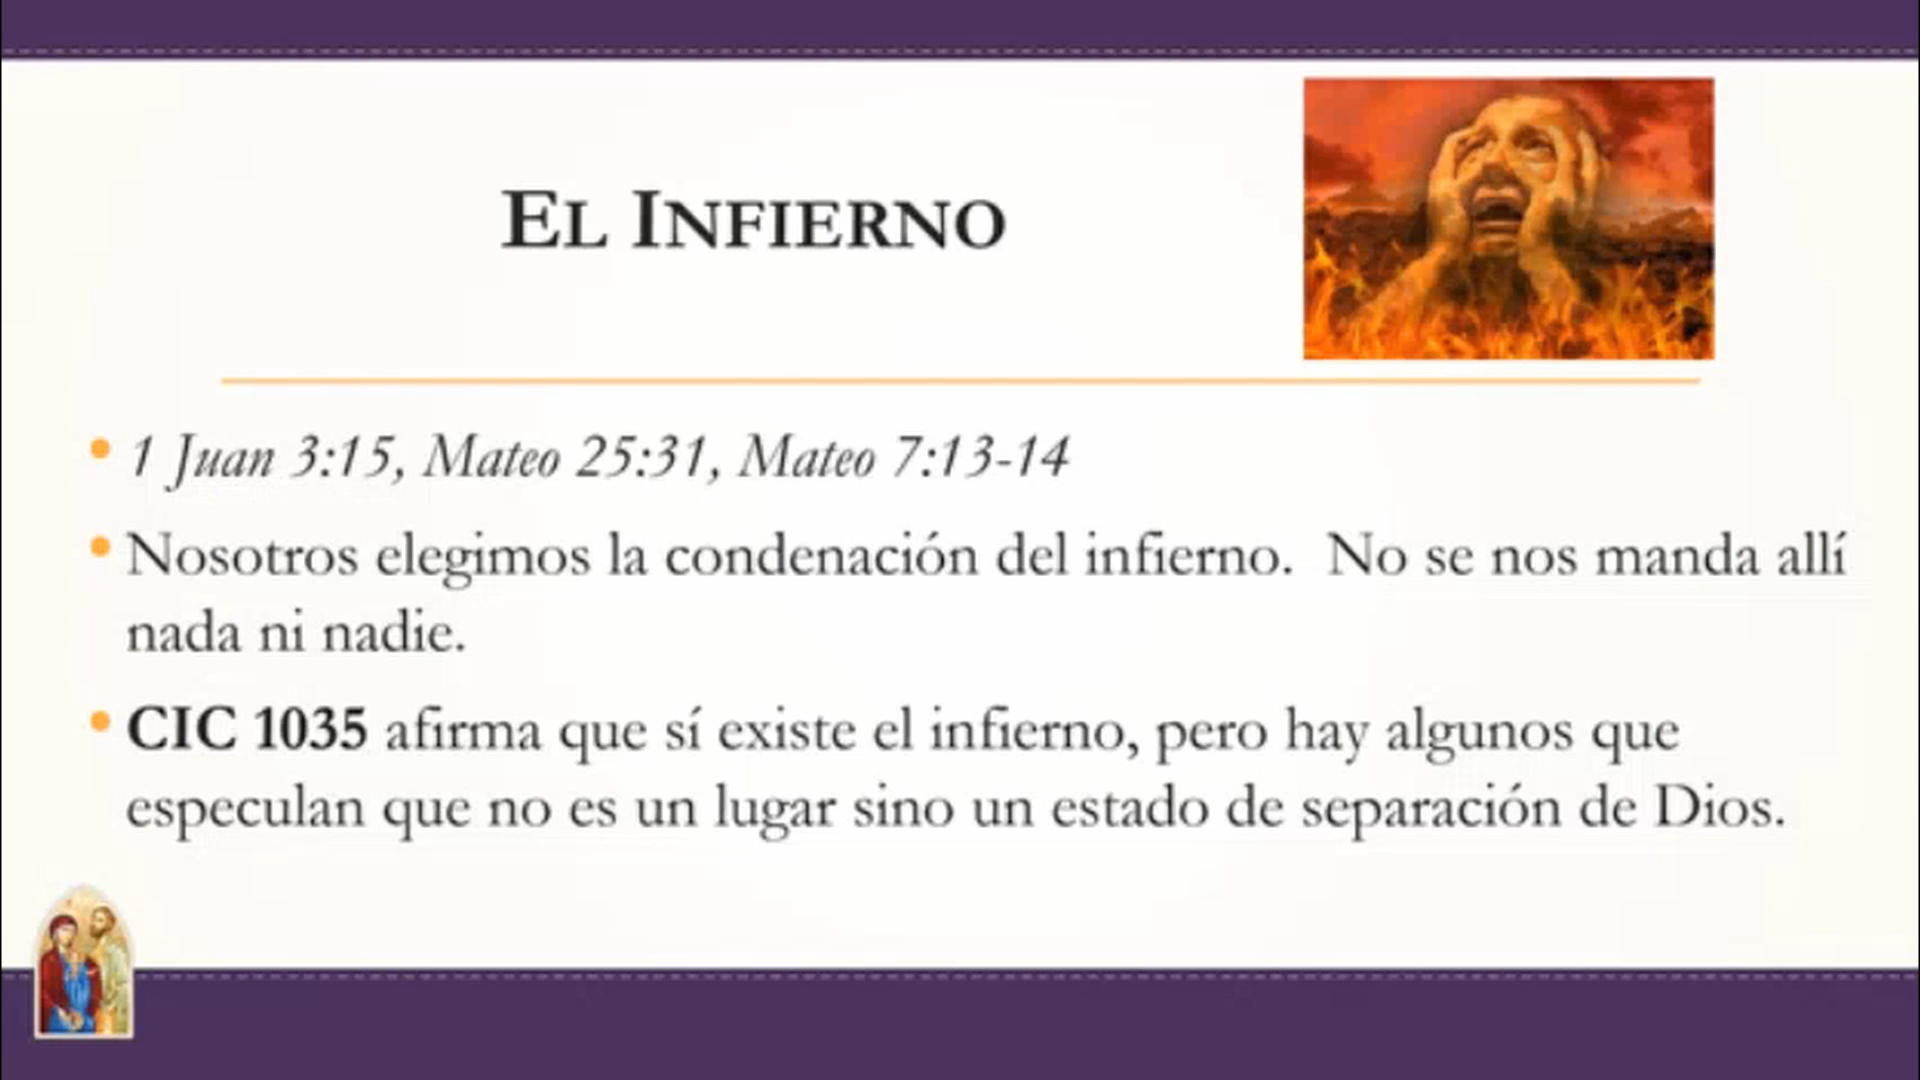 EL INFIERNO
1 Juan 3:15, Mateo 25:31, Mateo 7:13-14
Nosotros elegimos la condenación del infierno.  No se nos manda allí
nada ni nadie.
CIC 1035 afirma que sí existe el infierno, pero hay algunos que
especulan que no es un lugar sino un estado de separación de Dios.